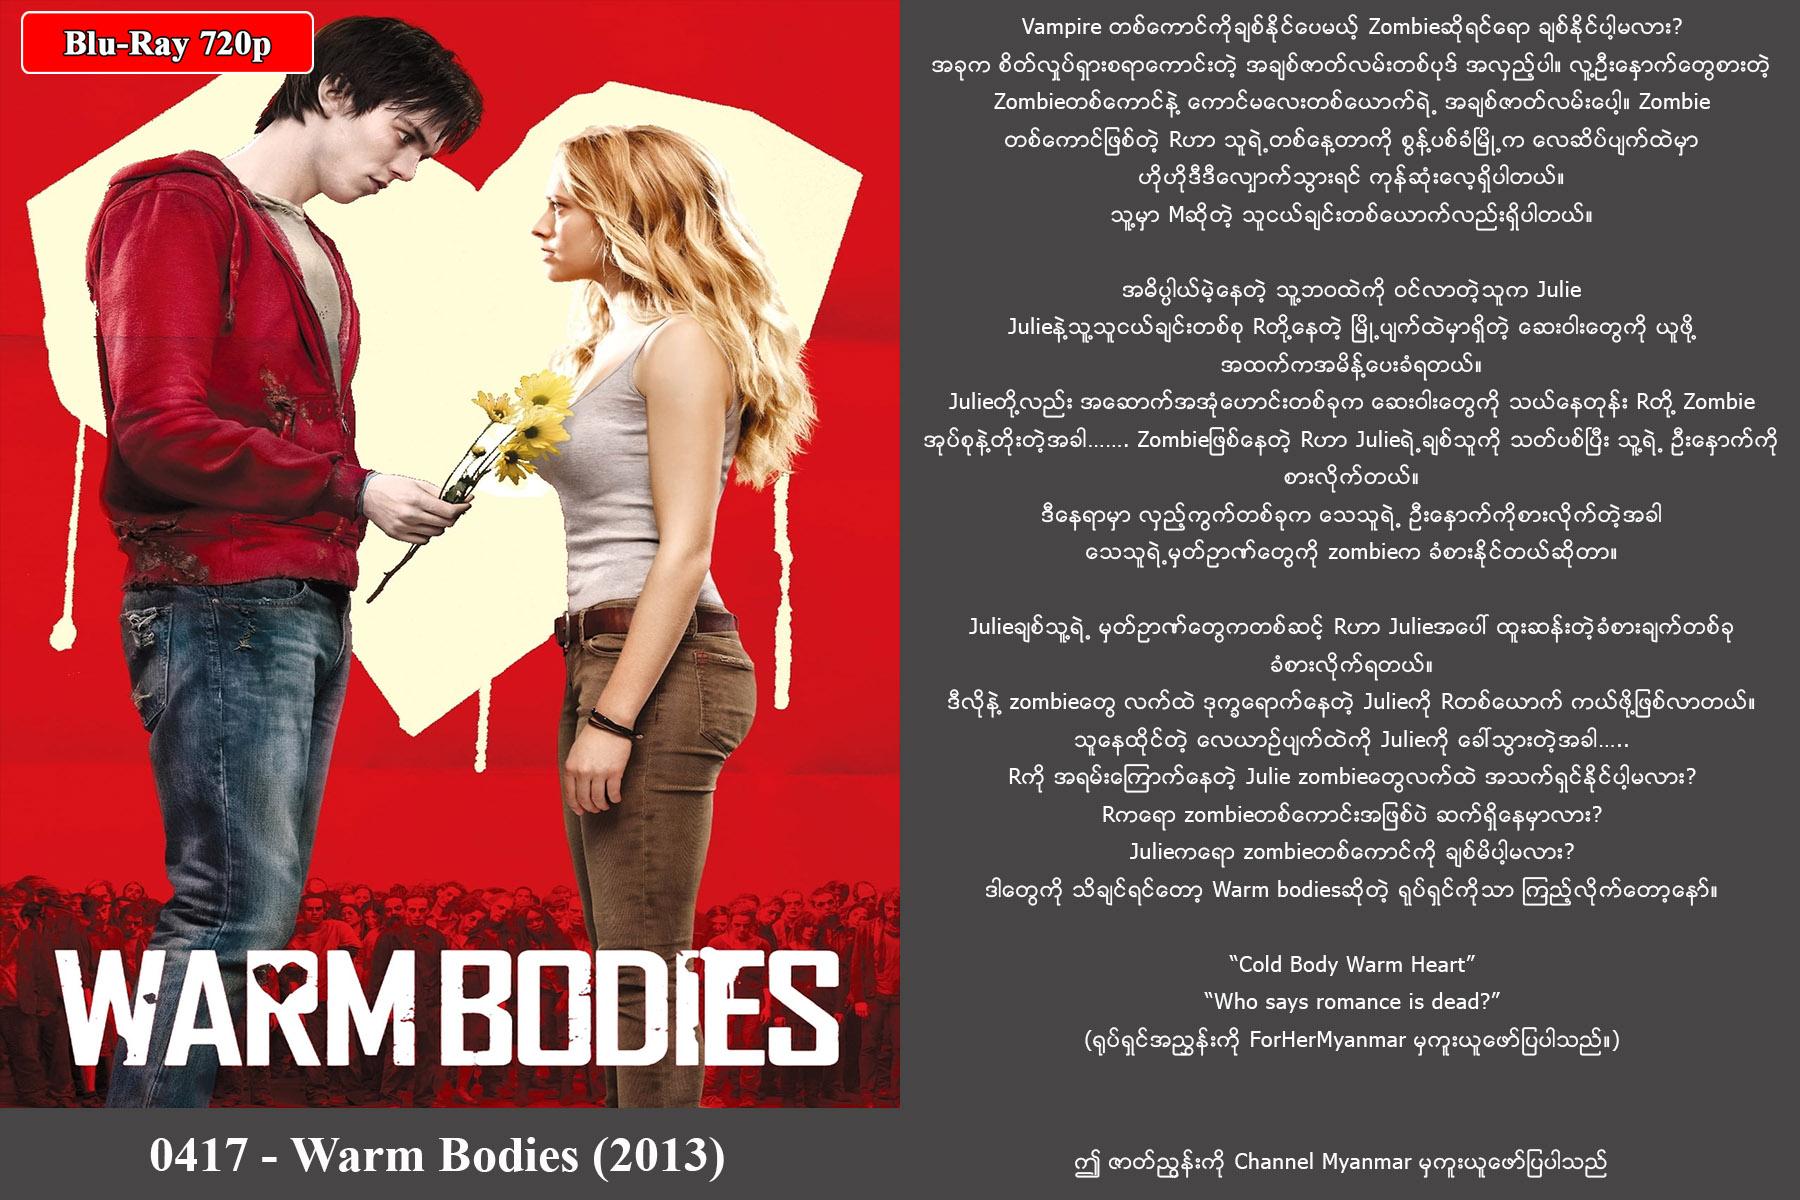 Blu-Ray 720p
WARM BODIES
0417 - Warm Bodies (2013)
Vampire တစ်ကောင်ကိုချစ်နိုင်ပေမယ့် Zombieဆိုရင်ရော ချစ်နိုင်ပါ့မလား?
အခုက စိတ်လှုပ်ရှားစရာကောင်းတဲ့ အချစ်ဇာတ်လမ်းတစ်ပုဒ် အလှည့်ပါ။ လူ့ဦးနှောက်တွေစားတဲ့
Zombieတစ်ကောင်နဲ့ ကောင်မလေးတစ်ယောက်ရဲ့ အချစ်ဇာတ်လမ်းပေါ့။ Zombie
တစ်ကောင်ဖြစ်တဲ့ Rဟာ သူရဲ့တစ်နေ့တာကို စွန့်ပစ်ခံမြို့က လေဆိပ်ပျက်ထဲမှာ
ဟိုဟိုဒီဒီလျှောက်သွားရင် ကုန်ဆုံးလေ့ရှိပါတယ်။
သူ့မှာ Mဆိုတဲ့ သူငယ်ချင်းတစ်ယောက်လည်းရှိပါတယ်။
အဓိပ္ပါယ်မဲ့နေတဲ့ သူ့ဘဝထဲကို ဝင်လာတဲ့သူက Julie
Julieနဲ့သူ့သူငယ်ချင်းတစ်စု Rတို့နေတဲ့ မြို့ပျက်ထဲမှာရှိတဲ့ ဆေးဝါးတွေကို ယူဖို့
အထက်ကအမိန့်ပေးခံရတယ်။
Julieတို့လည်း အဆောက်အအုံဟောင်းတစ်ခုက ဆေးဝါးတွေကို သယ်နေတုန်း Rတို့ Zombie
အုပ်စုနဲ့တိုးတဲ့အခါ....... Zombieဖြစ်နေတဲ့ Rဟာ Julieရဲ့ချစ်သူကို သတ်ပစ်ပြီး သူ့ရဲ့ ဦးနှောက်ကို
စားလိုက်တယ်။
ဒီနေရာမှာ လှည့်ကွက်တစ်ခုက သေသူရဲ့ ဦးနှောက်ကိုစားလိုက်တဲ့အခါ
သေသူရဲ့မှတ်ဉာဏ်တွေကို zombieက ခံစားနိုင်တယ်ဆိုတာ။
Julieချစ်သူ့ရဲ့ မှတ်ဉာဏ်တွေကတစ်ဆင့် Rဟာ Julieအပေါ် ထူးဆန်းတဲ့ခံစားချက်တစ်ခု
ခံစားလိုက်ရတယ်။
ဒီလိုနဲ့ zombieတွေ လက်ထဲ ဒုက္ခရောက်နေတဲ့ Julieကို Rတစ်ယောက် ကယ်ဖို့ဖြစ်လာတယ်။
သူနေထိုင်တဲ့ လေယာဉ်ပျက်ထဲကို Julieကို ခေါ်သွားတဲ့အခါ.....
Rကို အရမ်းကြောက်နေတဲ့ Julie zombieတွေလက်ထဲ အသက်ရှင်နိုင်ပါ့မလား?
Rကရော zombieတစ်ကောင်းအဖြစ်ပဲ ဆက်ရှိနေမှာလား?
Julieကရော zombieတစ်ကောင်ကို ချစ်မိပါ့မလား?
ဒါတွေကို သိချင်ရင်တော့ Warm bodiesဆိုတဲ့ ရုပ်ရှင်ကိုသာ ကြည့်လိုက်တော့နော်။
“Cold Body Warm Heart”
“Who says romance is dead?”
(ရုပ်ရှင်အညွှန်းကို ForHerMyanmar မှကူးယူဖော်ပြပါသည်။)
ဤ ဇာတ်ညွှန်းကို Channel Myanmar မှကူးယူဖော်ပြပါသည်